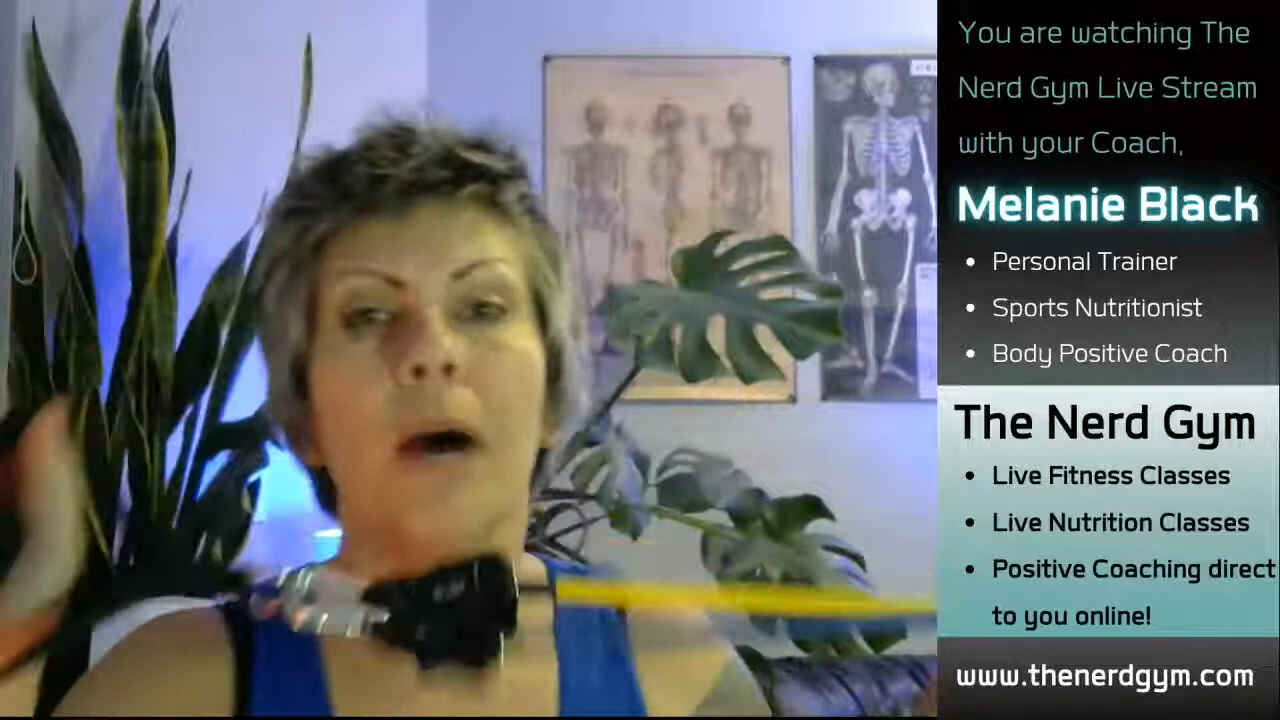 You are watching The
Nerd Gym Live Stream
with your Coach,
Melanie Black
• Personal Trainer
• Sports Nutritionist
• Body Positive Coach
The Nerd Gym
• Live Fitness Classes
• Live Nutrition Classes
• Positive Coaching direct
to you online!
www.thenerdgym.com